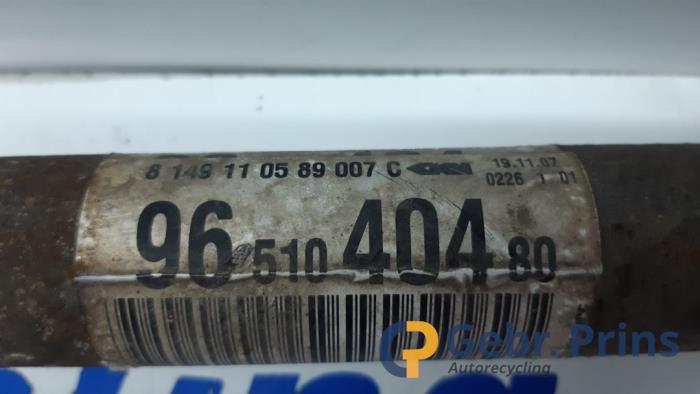 8 149 11 05 89 007 C GKN 19.11.07
0226 1 01
96 510 404 80
Gebr. Prins
Autorecycling